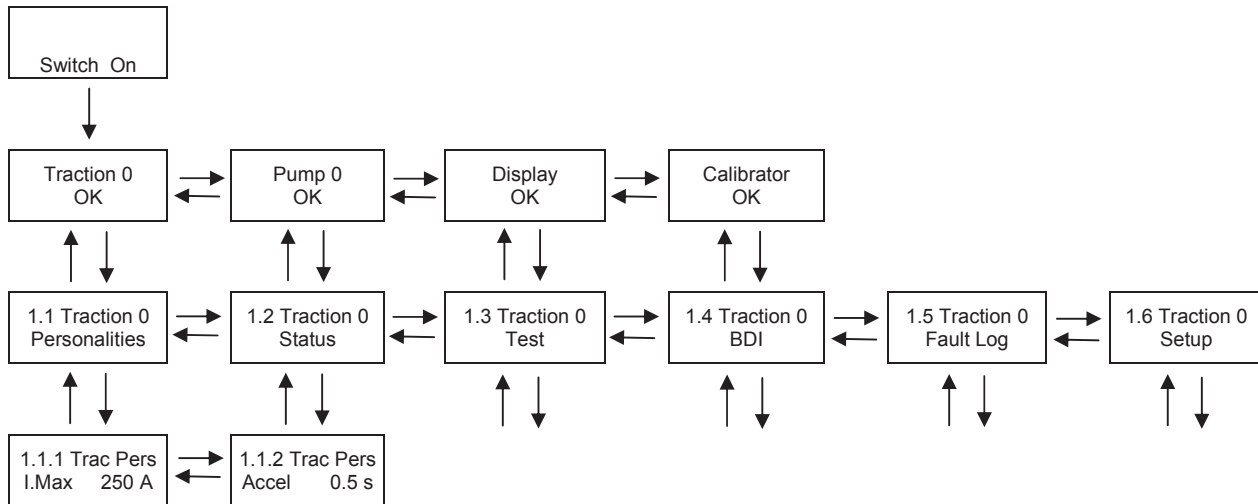 Switch On
Traction 0
OK
Pump 0
OK
Display
OK
Calibrator
OK
1.1 Traction 0
Personalities
1.2 Traction 0
Status
1.3 Traction 0
Test
1.4 Traction 0
BDI
1.5 Traction 0
Fault Log
1.6 Traction 0
Setup
1.1.1 Trac Pers
I.Max 250 A
1.1.2 Trac Pers
Accel 0.5 s